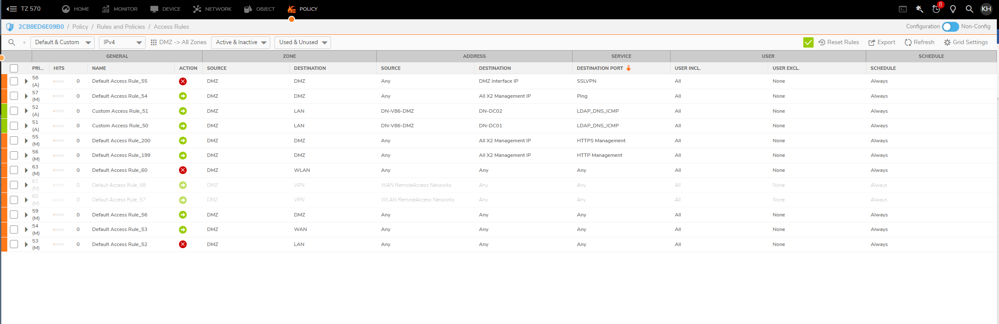 TZ 570 HOME MONITOR DEVICE NETWORK OBJECT POLICY 8 KH
2CB8ED6E09B0 / Policy / Rules and Policies / Access Rules Configuration Non-Config
Default & Custom IPv4 DMZ -> All Zones Active & Inactive Used & Unused Reset Rules Export Refresh Grid Settings
GENERAL ZONE ADDRESS SERVICE USER SCHEDULE
PRI... HITS NAME ACTION SOURCE DESTINATION SOURCE DESTINATION DESTINATION PORT USER INCL. USER EXCL. SCHEDULE
58 (A) 0 Default Access Rule_55 DMZ DMZ Any DMZ Interface IP SSLVPN All None Always
57 (M) 0 Default Access Rule_54 DMZ DMZ Any All X2 Management IP Ping All None Always
52 (A) 0 Custom Access Rule_51 DMZ LAN DN-V86-DMZ DN-DC02 LDAP_DNS_ICMP All None Always
51 (A) 0 Custom Access Rule_50 DMZ LAN DN-V86-DMZ DN-DC01 LDAP_DNS_ICMP All None Always
55 (M) 0 Default Access Rule_200 DMZ DMZ Any All X2 Management IP HTTPS Management All None Always
56 (M) 0 Default Access Rule_199 DMZ DMZ Any All X2 Management IP HTTP Management All None Always
63 (M) 0 Default Access Rule_60 DMZ WLAN Any Any Any All None Always
61 (M) 0 Default Access Rule_58 DMZ VPN WAN RemoteAccess Networks Any Any All None Always
60 (M) 0 Default Access Rule_57 DMZ VPN WLAN RemoteAccess Networks Any Any All None Always
59 (M) 0 Default Access Rule_56 DMZ DMZ Any Any Any All None Always
54 (M) 0 Default Access Rule_53 DMZ WAN Any Any Any All None Always
53 (M) 0 Default Access Rule_52 DMZ LAN Any Any Any All None Always